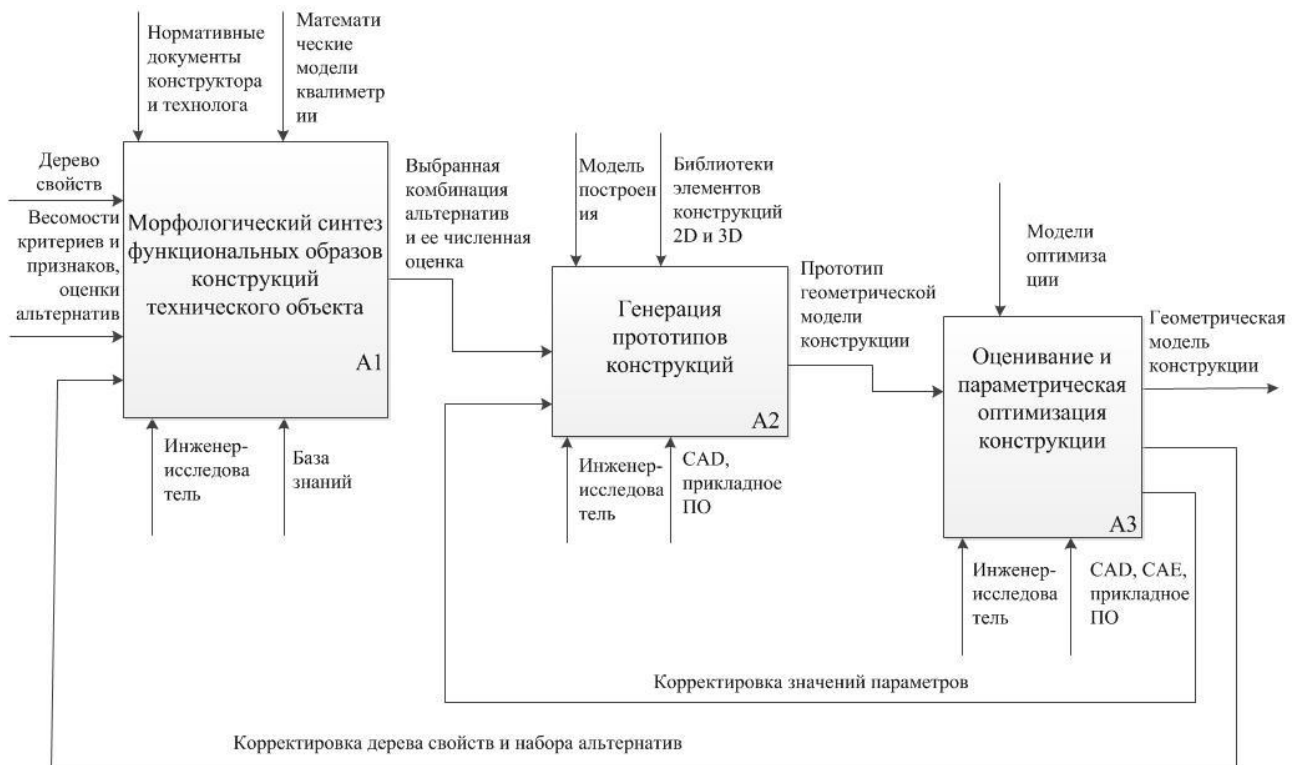 Нормативные
документы
конструктора
и технолога
Математи
ческие
модели
квалиметр
ии
Дерево
свойств
Весомости
критериев и
признаков,
оценки
альтернатив
Морфологический синтез
функциональных образов
конструкций
технического объекта
A1
Инженер-
исследова
тель
База
знаний
Выбранная
комбинация
альтернатив
и ее численная
оценка
Модель
построен
ия
Библиотеки
элементов
конструкций
2D и 3D
Генерация
прототипов
конструкций
A2
Инженер-
исследова
тель
CAD,
прикладное
ПО
Прототип
геометрической
модели
конструкции
Модели
оптимиза
ции
Оценивание и
параметрическая
оптимизация
конструкции
A3
Геометрическая
модель
конструкции
Инженер-
исследова
тель
CAD, CAE,
прикладное
ПО
Корректировка значений параметров
Корректировка дерева свойств и набора альтернатив